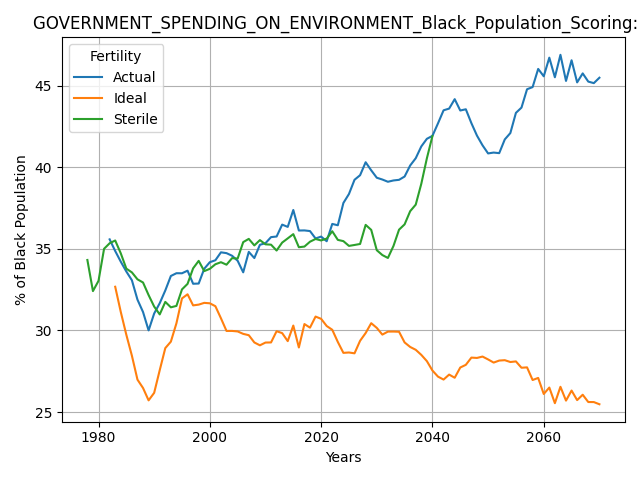 GOVERNMENT_SPENDING_ON_ENVIRONMENT_Black_Population_Scoring:
Fertility
Actual
Ideal
Sterile
% of Black Population
45
40
35
30
25
1980
2000
2020
2040
2060
Years